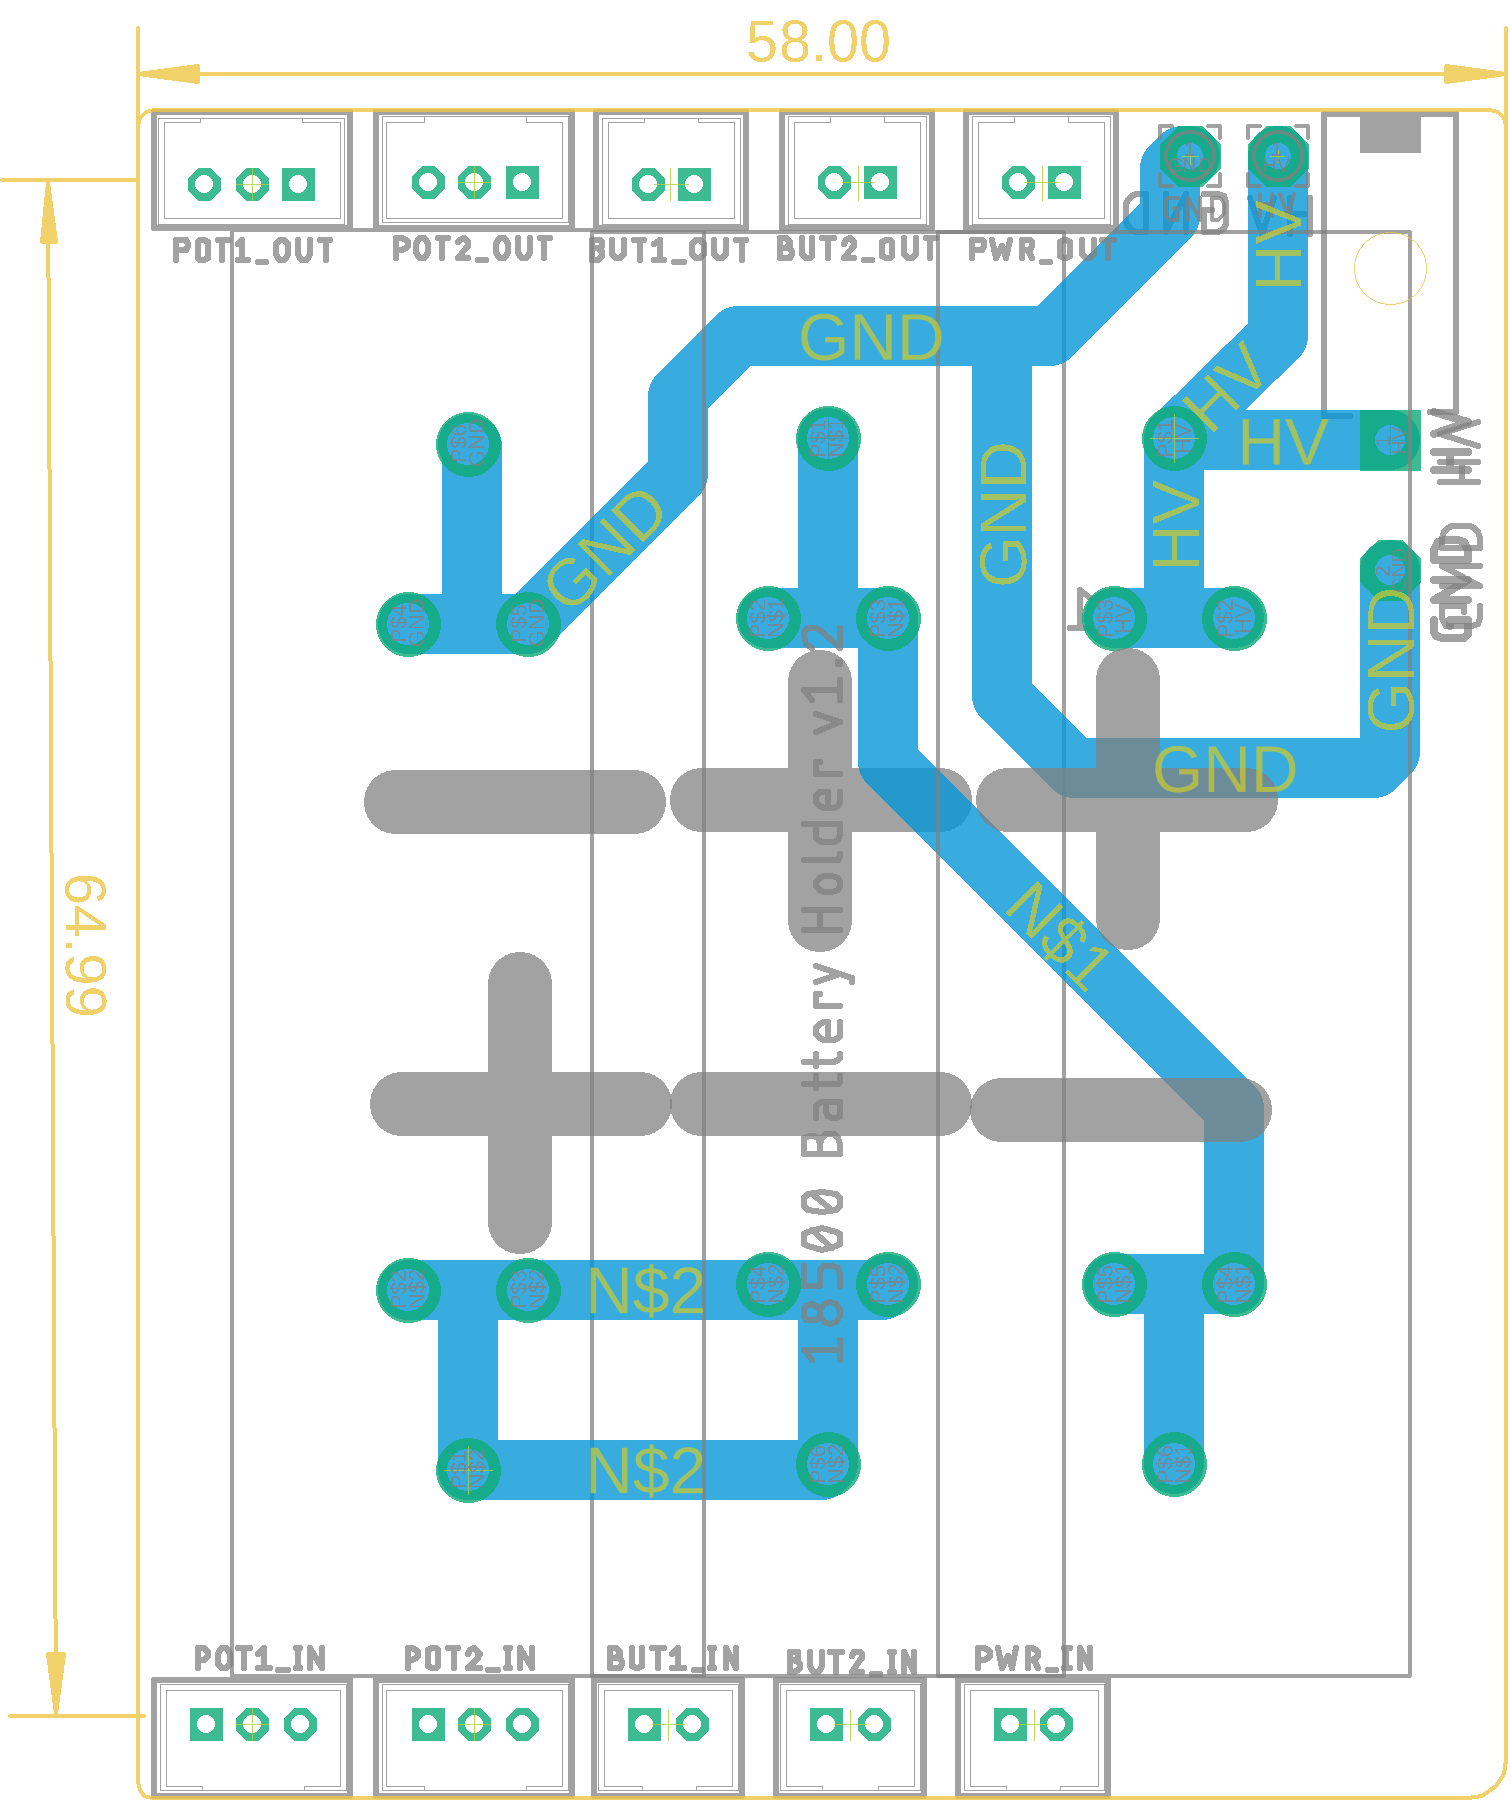 58.00
POT1_OUT
POT2_OUT
BUT1_OUT
BUT2_OUT
PWR_OUT
GND
HV
HV
GND
HV
HV
HV
GND
HV
GND
GND
GND
GND
64.99
18500 Battery Holder v1.2
N$1
N$2
N$2
POT1_IN
POT2_IN
BUT1_IN
BUT2_IN
PWR_IN